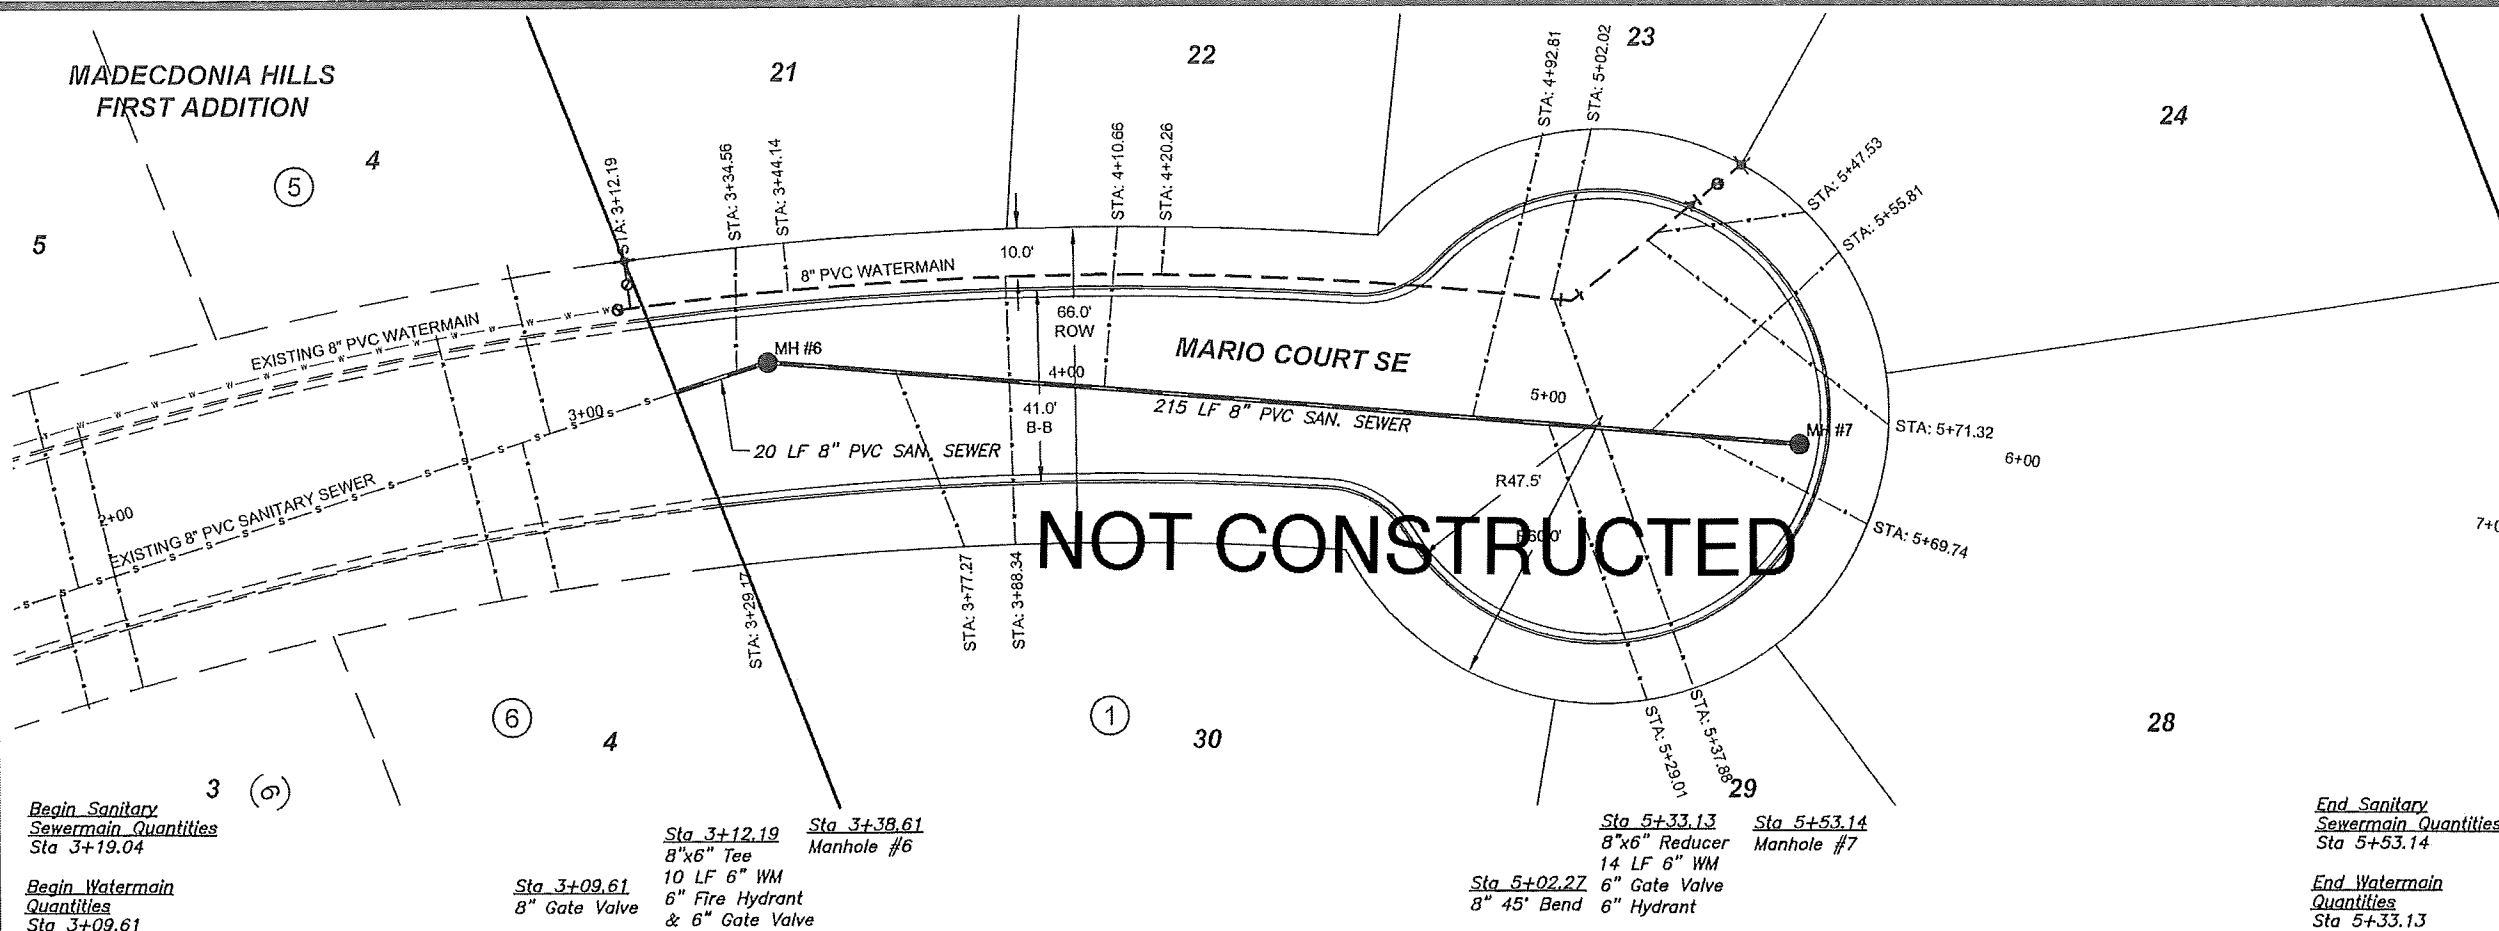 MADECDONIA HILLS
FIRST ADDITION
21
22
23
24
4
5
5
STA: 3+12.19
STA: 3+34.56
STA: 3+44.14
STA: 4+10.66
STA: 4+20.26
STA: 4+92.81
STA: 5+02.02
STA: 5+47.53
STA: 5+55.81
10.0'
8" PVC WATERMAIN
EXISTING 8" PVC WATERMAIN
66.0'
ROW
MH #6
MARIO COURT SE
4+00
5+00
3+00
41.0'
B-B
215 LF 8" PVC SAN. SEWER
20 LF 8" PVC SAN. SEWER
MH #7
STA: 5+71.32
6+00
R47.5'
2+00
EXISTING 8" PVC SANITARY SEWER
NOT CONSTRUCTED
R60.0'
STA: 5+69.74
STA: 3+29.17
STA: 3+77.27
STA: 3+88.34
STA: 5+29.01
STA: 5+37.88
6
4
1
30
29
28
3
(6)
Begin Sanitary
Sewermain Quantities
Sta 3+19.04
Begin Watermain
Quantities
Sta 3+09.61
Sta 3+09.61
8" Gate Valve
Sta 3+12.19
8"x6" Tee
10 LF 6" WM
6" Fire Hydrant
& 6" Gate Valve
Sta 3+38.61
Manhole #6
Sta 5+02.27
8" 45° Bend
Sta 5+33.13
8"x6" Reducer
14 LF 6" WM
6" Gate Valve
6" Hydrant
Sta 5+53.14
Manhole #7
End Sanitary
Sewermain Quantities
Sta 5+53.14
End Watermain
Quantities
Sta 5+33.13